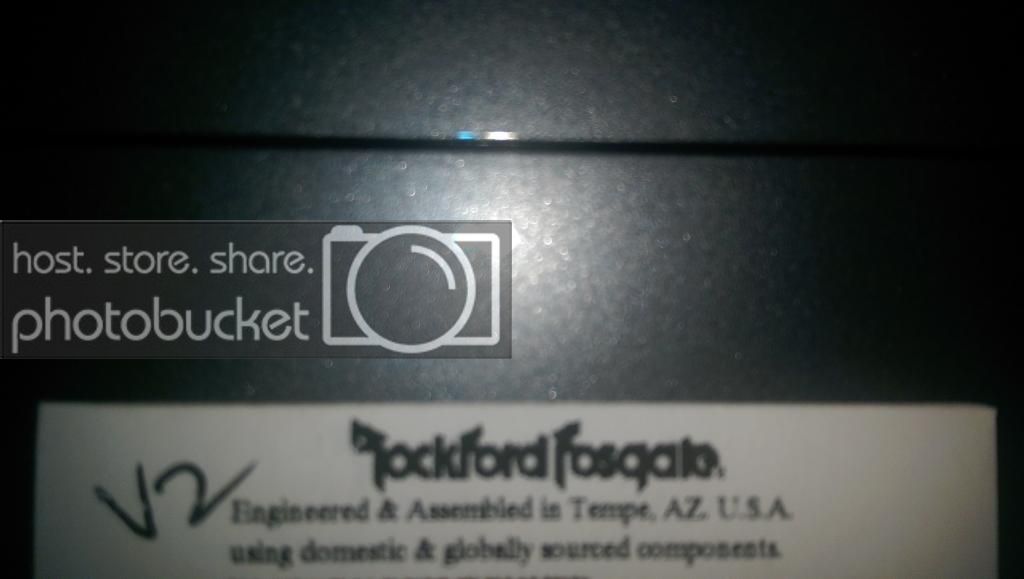 host. store. share.
photobucket
Rockford Fosgate
V2
Engineered & Assembled in Tempe, AZ. U.S.A.
using domestic & globally sourced components.